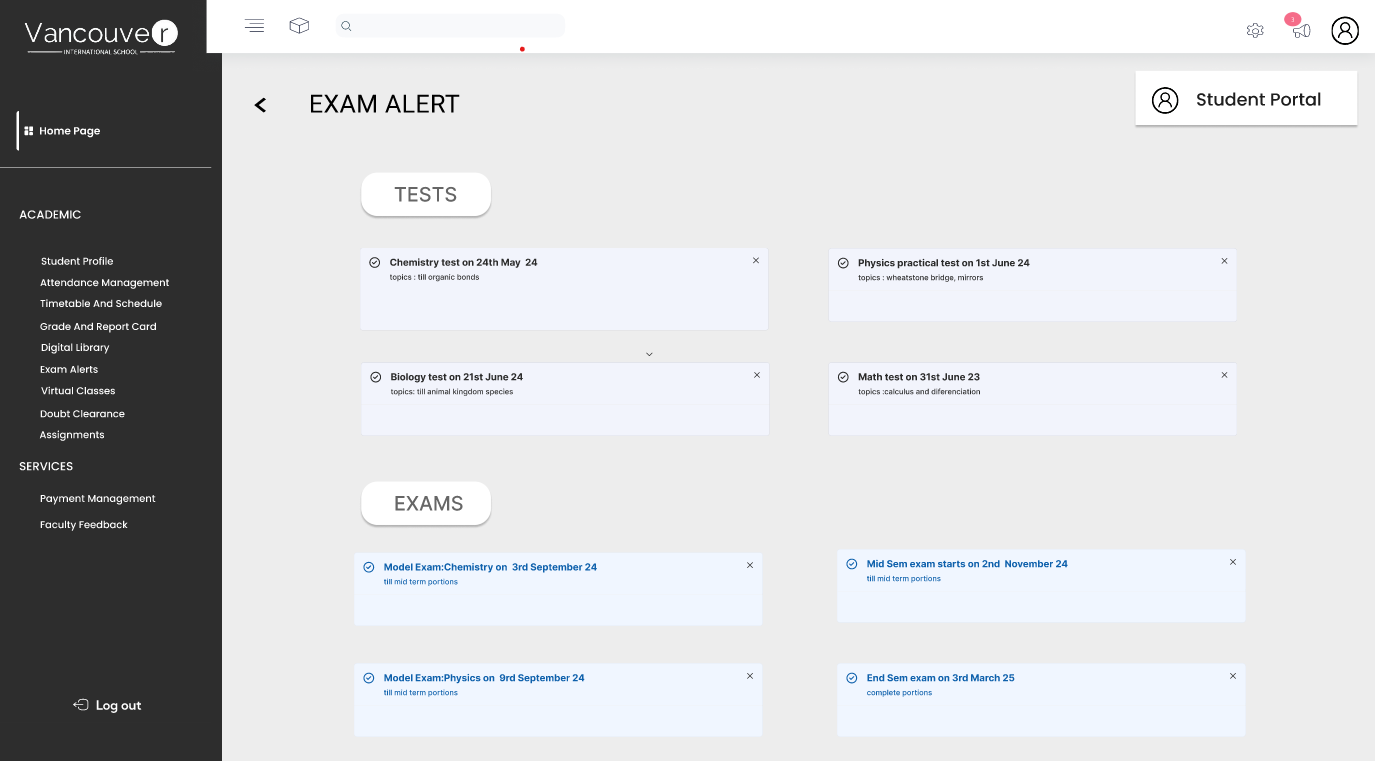 Vancouver
INTERNATIONAL SCHOOL
3
Home Page
ACADEMIC
Student Profile
Attendance Management
Timetable And Schedule
Grade And Report Card
Digital Library
Exam Alerts
Virtual Classes
Doubt Clearance
Assignments
SERVICES
Payment Management
Faculty Feedback
Log out
EXAM ALERT
Student Portal
TESTS
Chemistry test on 24th May 24
topics : till organic bonds
Physics practical test on 1st June 24
topics : wheatstone bridge, mirrors
Biology test on 21st June 24
topics: till animal kingdom species
Math test on 31st June 23
topics :calculus and diferenciation
EXAMS
Model Exam:Chemistry on 3rd September 24
till mid term portions
Mid Sem exam starts on 2nd November 24
till mid term portions
Model Exam:Physics on 9rd September 24
till mid term portions
End Sem exam on 3rd March 25
complete portions